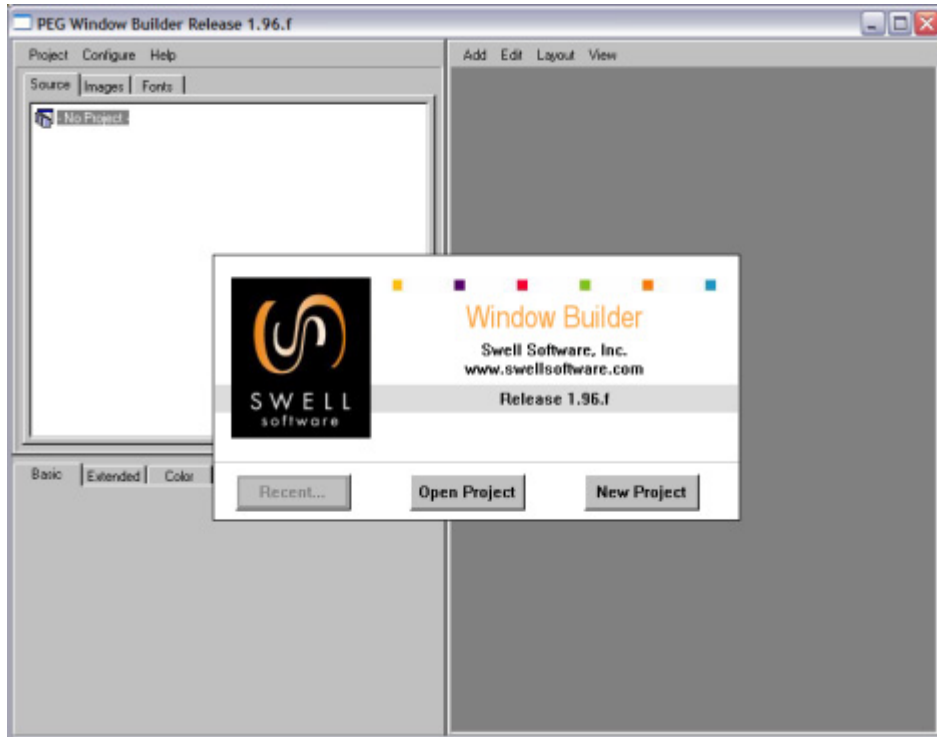 PEG Window Builder Release 1.96.f
Project Configure Help
Add Edit Layout View
Source Images Fonts
- No Project -
Window Builder
Swell Software, Inc.
www.swellsoftware.com
Release 1.96.f
SWELL
software
Basic Extended Color
Recent...
Open Project
New Project